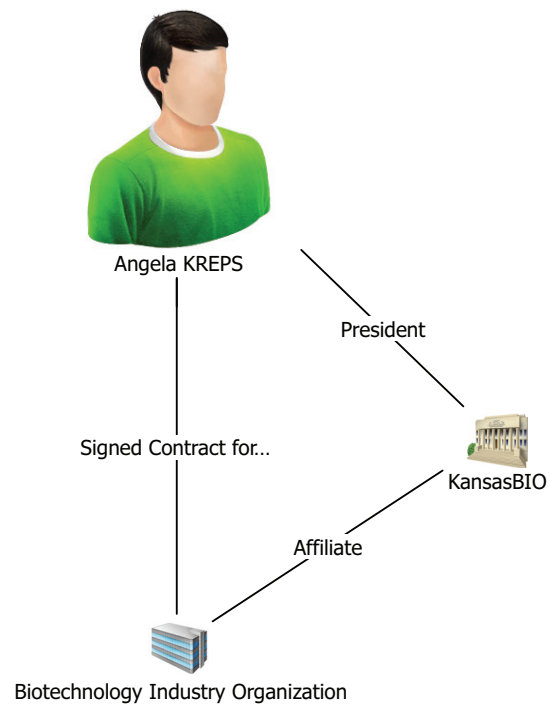 Angela KREPS
President
Signed Contract for…
KansasBIO
Affiliate
Biotechnology Industry Organization